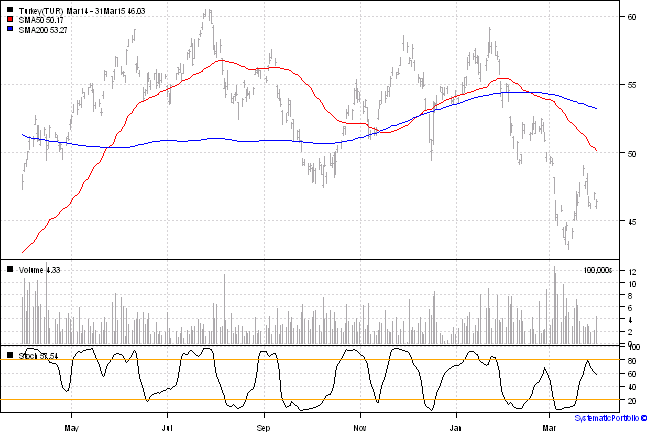 Turkey(TUR) Mar14 - 31Mar15 46.03
SMA50 50.17
SMA200 53.27
60
55
50
45
Volume 4.33
100,000s
12
10
8
6
4
2
0
Stoch 57.54
100
80
60
40
20
May Jul Sep Nov Jan Mar
SystematicPortfolio ©